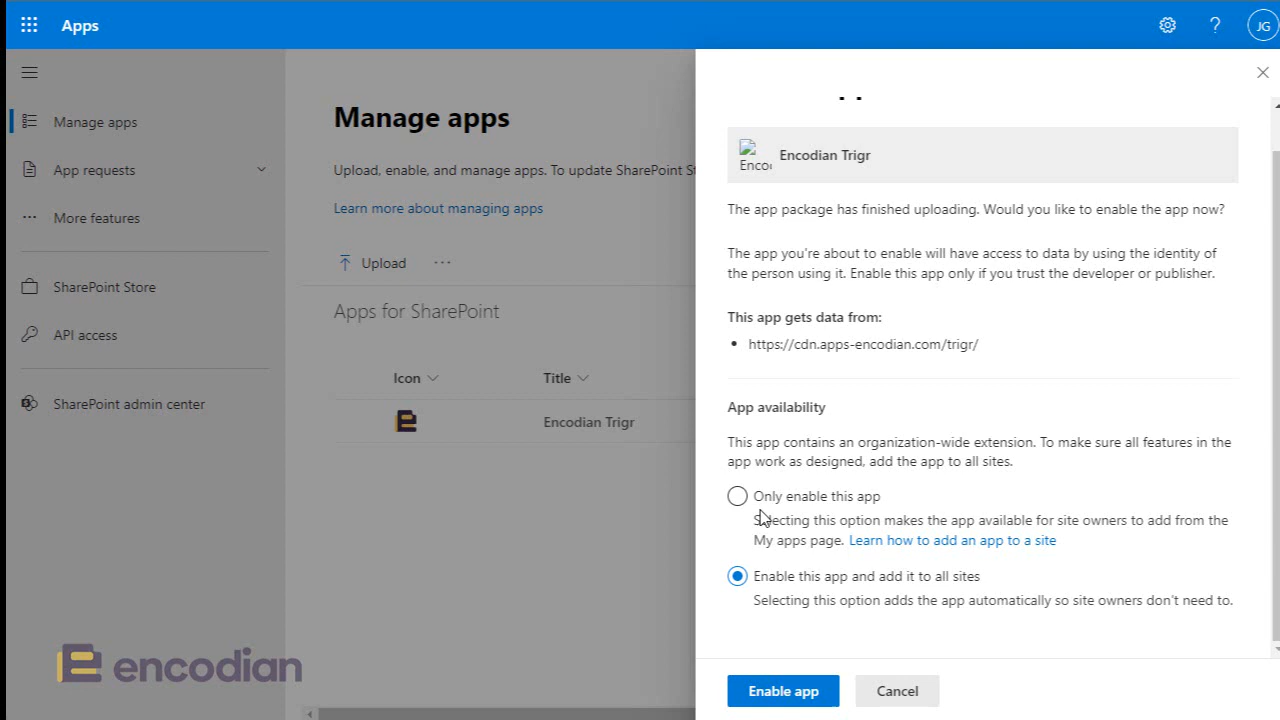 Apps
?
JG
Manage apps
App requests
More features
SharePoint Store
API access
SharePoint admin center
encodian
Manage apps
Upload, enable, and manage apps. To update SharePoint
Learn more about managing apps
Upload
Apps for SharePoint
Icon
Title
Encodian Trigr
Enco
Encodian Trigr
The app package has finished uploading. Would you like to enable the app now?
The app you're about to enable will have access to data by using the identity of
the person using it. Enable this app only if you trust the developer or publisher.
This app gets data from:
• https://cdn.apps-encodian.com/trigr/
App availability
This app contains an organization-wide extension. To make sure all features in the
app work as designed, add the app to all sites.
Only enable this app
Selecting this option makes the app available for site owners to add from the
My apps page. Learn how to add an app to a site
Enable this app and add it to all sites
Selecting this option adds the app automatically so site owners don't need to.
Enable app
Cancel